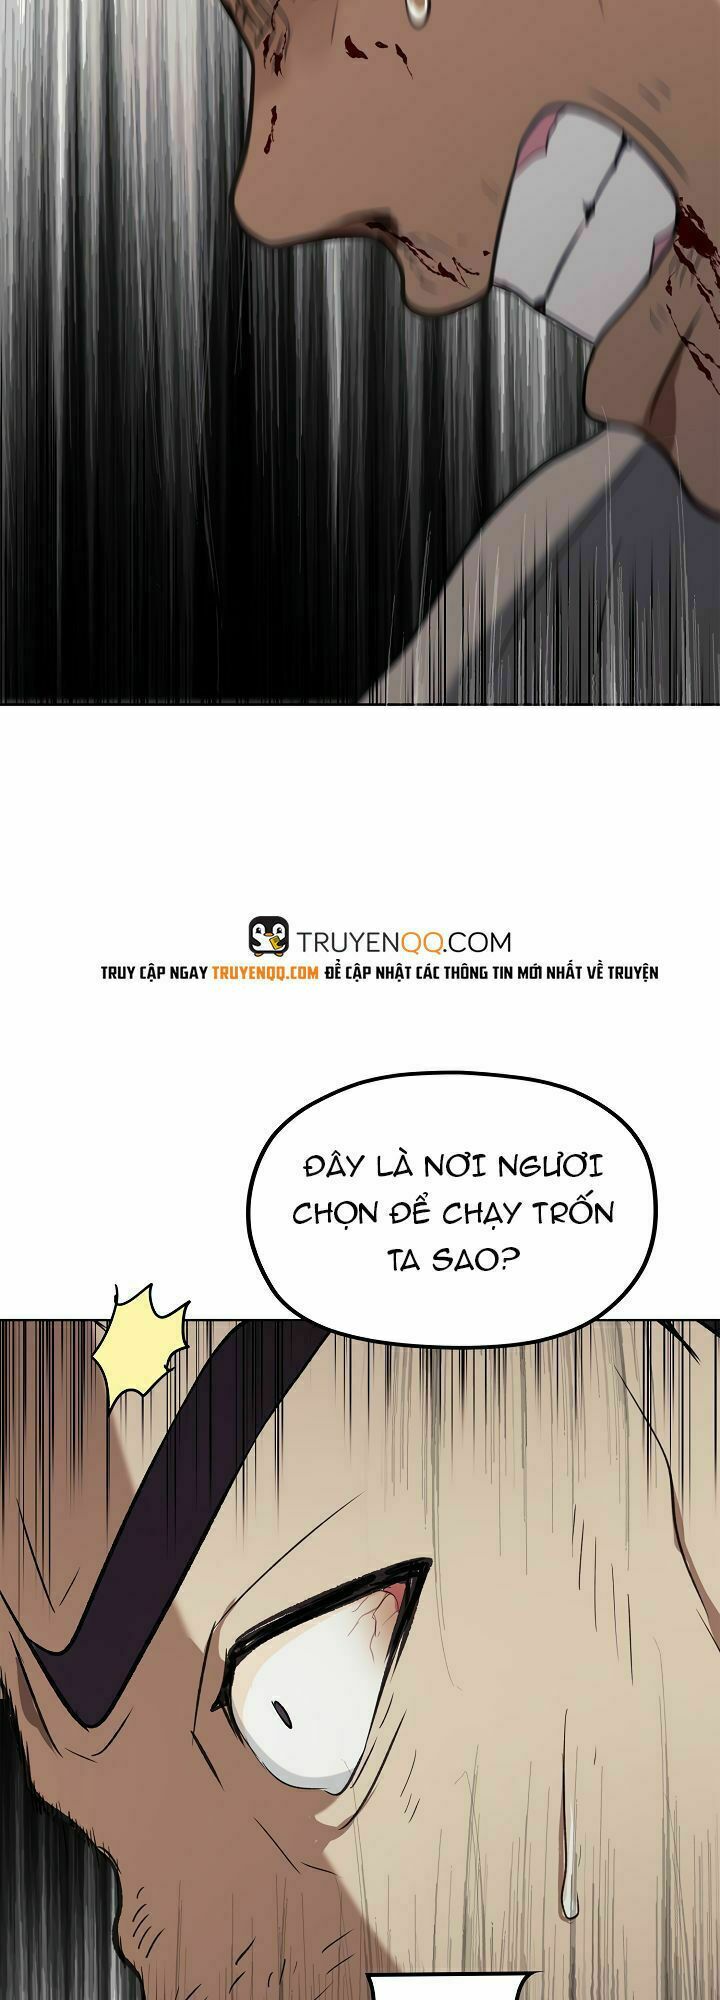 TRUYENQQ.COM
TRUY CẬP NGAY TRUYENQQ.COM ĐỂ CẬP NHẬT CÁC THÔNG TIN MỚI NHẤT VỀ TRUYỆN
ĐÂY LÀ NƠI NGƯƠI
CHỌN ĐỂ CHẠY TRỐN
TA SAO?